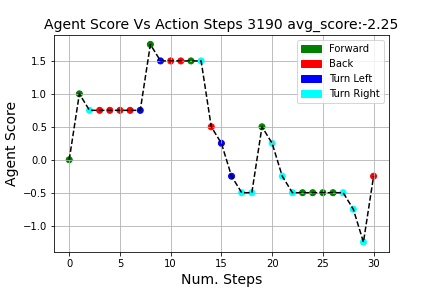 Agent Score Vs Action Steps 3190 avg_score:-2.25
Forward
Back
Turn Left
Turn Right
Agent Score
1.5
1.0
0.5
0.0
−0.5
−1.0
0 5 10 15 20 25 30
Num. Steps